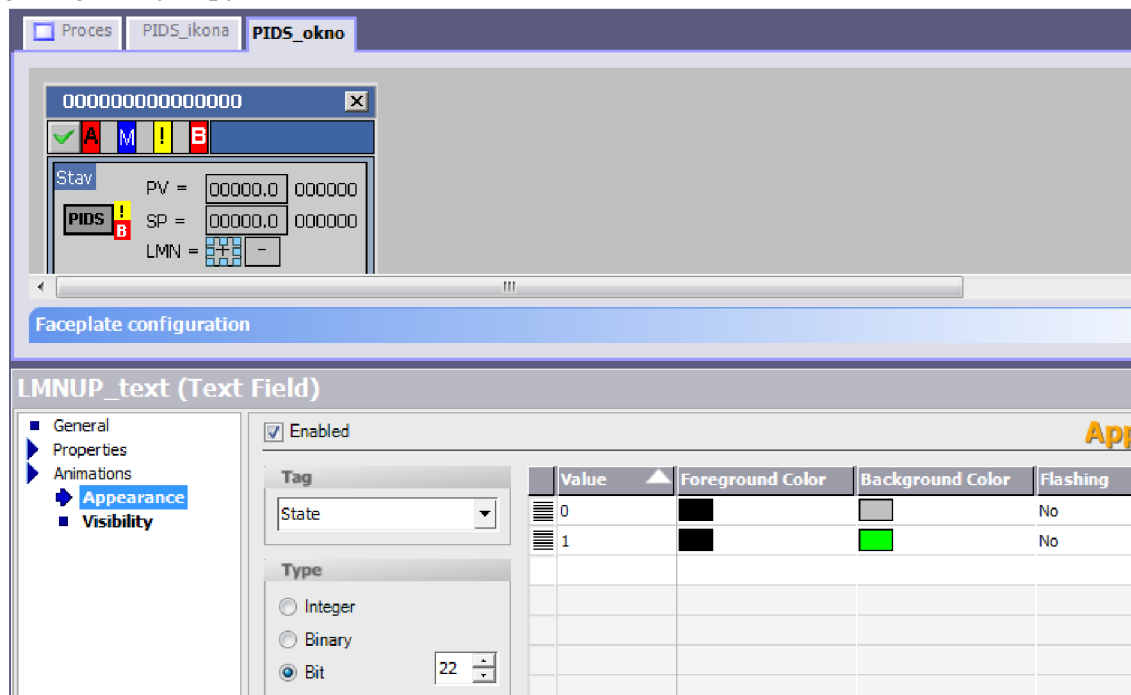 Proces PIDS_ikona PIDS_okno
000000000000000
A M ! B
Stav
PV = 00000.0 000000
PIDS ! B SP = 00000.0 000000
LMN = + -
Faceplate configuration
LMNUP_text (Text Field)
General
Properties
Animations
Appearance
Visibility
Enabled
App
Tag
State
Type
Integer
Binary
Bit 22
Value Foreground Color Background Color Flashing
0 No
1 No